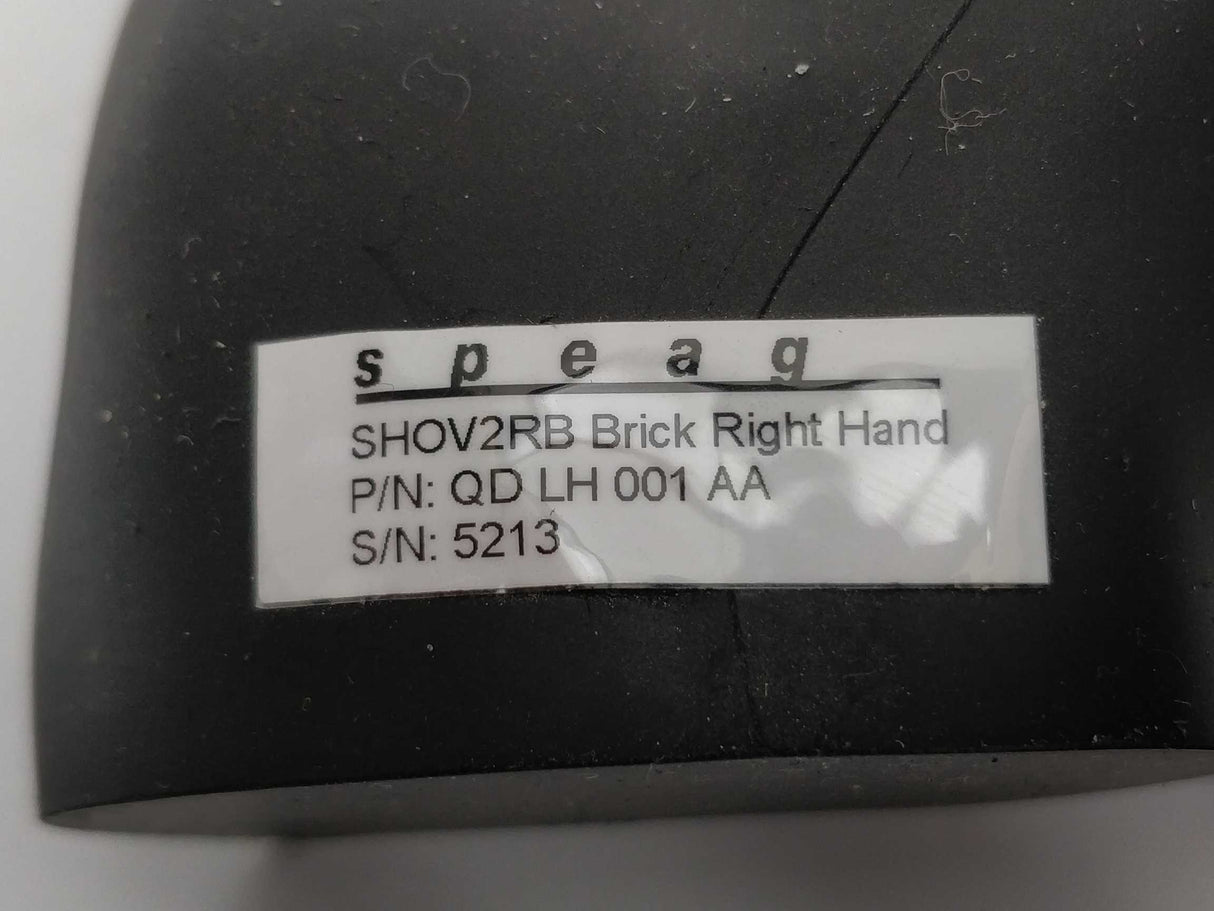 speag
SHOV2RB Brick Right Hand
P/N: QD LH 001 AA
S/N: 5213